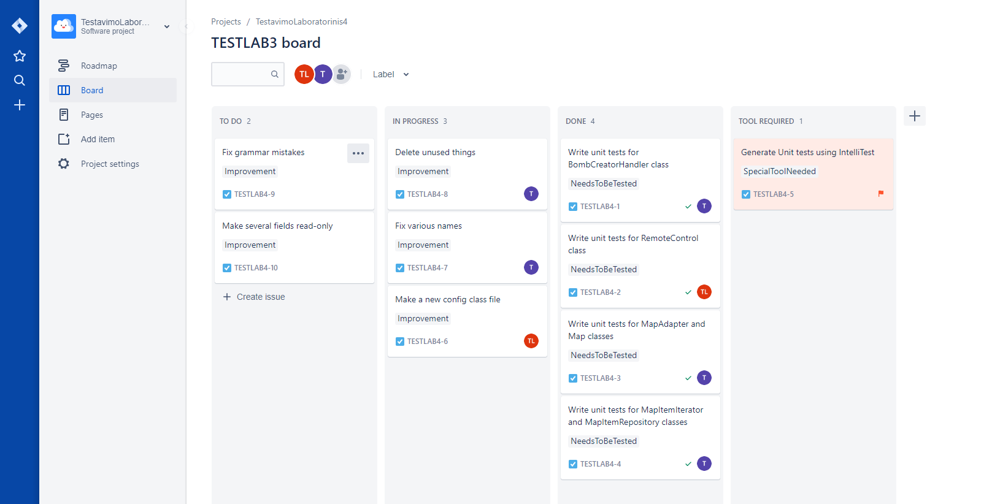 TestavimoLabor...
Software project
Roadmap
Board
Pages
Add item
Project settings
Projects / TestavimoLaboratorinis4
TESTLAB3 board
TL T Label
TO DO 2
Fix grammar mistakes
Improvement
TESTLAB4-9
Make several fields read-only
Improvement
TESTLAB4-10
Create issue
IN PROGRESS 3
Delete unused things
Improvement
TESTLAB4-8 T
Fix various names
Improvement
TESTLAB4-7 T
Make a new config class file
Improvement
TESTLAB4-6 TL
DONE 4
Write unit tests for
BombCreatorHandler class
NeedsToBeTested
TESTLAB4-1 T
Write unit tests for RemoteControl
class
NeedsToBeTested
TESTLAB4-2 TL
Write unit tests for MapAdapter and
Map classes
NeedsToBeTested
TESTLAB4-3 T
Write unit tests for MapItemIterator
and MapItemRepository classes
NeedsToBeTested
TESTLAB4-4 T
TOOL REQUIRED 1
Generate Unit tests using IntelliTest
SpecialToolNeeded
TESTLAB4-5